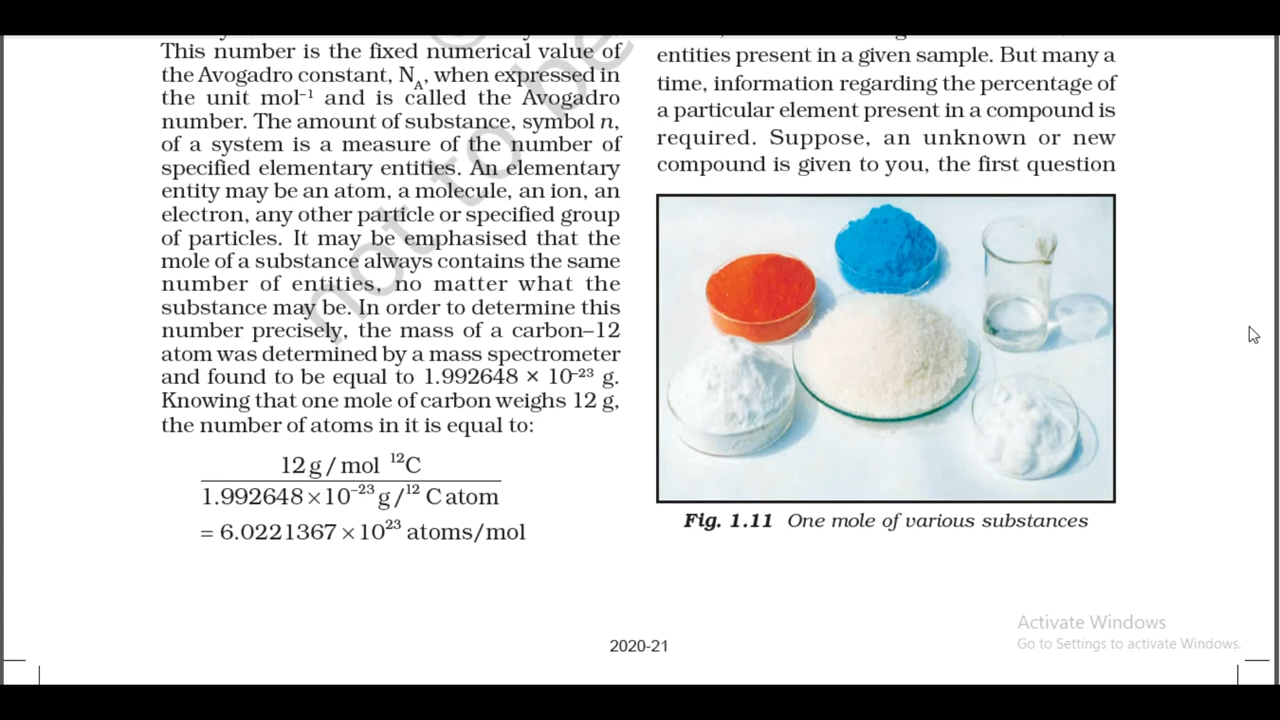 This number is the fixed numerical value of
the Avogadro constant, N_A, when expressed in
the unit mol⁻¹ and is called the Avogadro
number. The amount of substance, symbol n,
of a system is a measure of the number of
specified elementary entities. An elementary
entity may be an atom, a molecule, an ion, an
electron, any other particle or specified group
of particles. It may be emphasised that the
mole of a substance always contains the same
number of entities, no matter what the
substance may be. In order to determine this
number precisely, the mass of a carbon–12
atom was determined by a mass spectrometer
and found to be equal to 1.992648 × 10⁻²³ g.
Knowing that one mole of carbon weighs 12 g,
the number of atoms in it is equal to:
12 g / mol ¹²C
1.992648 × 10⁻²³ g /¹² C atom
= 6.0221367 × 10²³ atoms/mol
entities present in a given sample. But many a
time, information regarding the percentage of
a particular element present in a compound is
required. Suppose, an unknown or new
compound is given to you, the first question
Fig. 1.11 One mole of various substances
not to be
2020-21
Activate Windows
Go to Settings to activate Windows.